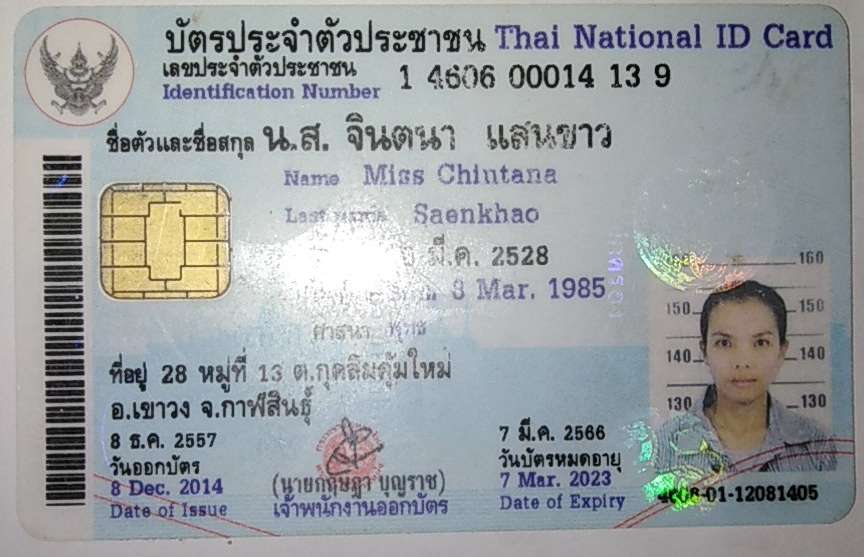 บัตรประจำตัวประชาชน Thai National ID Card
เลขประจำตัวประชาชน
Identification Number 1 4606 00014 13 9
ชื่อตัวและชื่อสกุล น.ส. จินตนา แสนขาว
Name Miss Chintana
Last name Saenkhao
มี.ค. 2528
8 Mar. 1985
ศาสนา พุทธ
ที่อยู่ 28 หมู่ที่ 13 ต.กุดสิมคุ้มใหม่
อ.เขาวง จ.กาฬสินธุ์
8 ธ.ค. 2557
วันออกบัตร
8 Dec. 2014
Date of Issue
(นายกฤษฎา บุญราช)
เจ้าพนักงานออกบัตร
7 มี.ค. 2566
วันบัตรหมดอายุ
7 Mar. 2023
Date of Expiry
160
150 150
140 140
130 130
4608-01-12081405